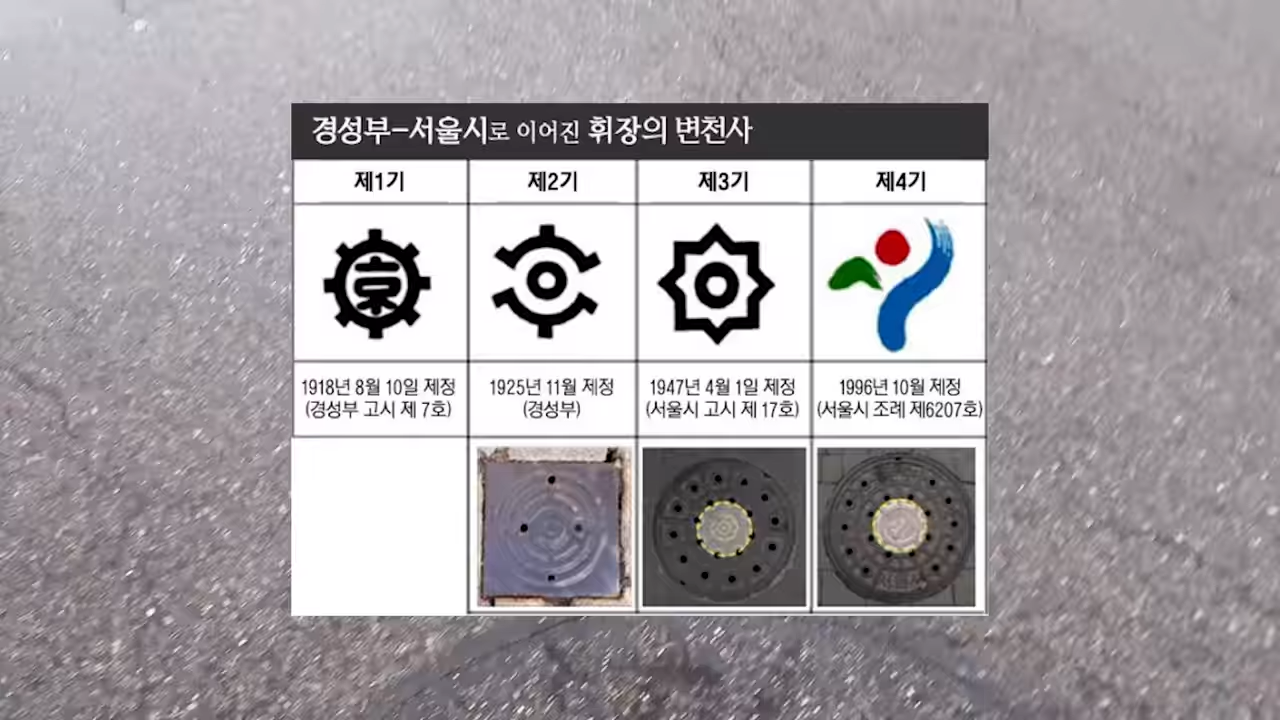 경성부-서울시로 이어진 휘장의 변천사
제1기 제2기 제3기 제4기
京
1918년 8월 10일 제정 1925년 11월 제정 1947년 4월 1일 제정 1996년 10월 제정
(경성부 고시 제 7호) (경성부) (서울시 고시 제 17호) (서울시 조례 제6207호)